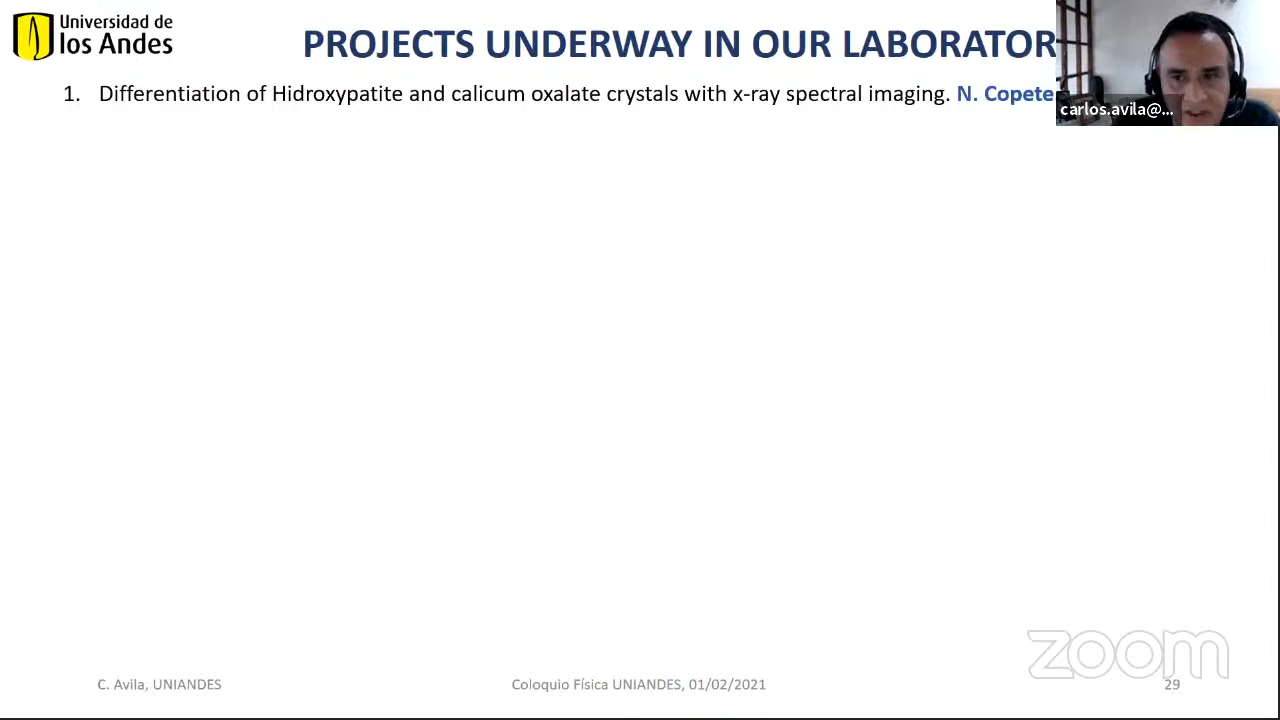 Universidad de
los Andes
PROJECTS UNDERWAY IN OUR LABORATOR
1. Differentiation of Hidroxypatite and calicum oxalate crystals with x-ray spectral imaging. N. Copete
carlos.avila@...
zoom
C. Avila, UNIANDES
Coloquio Física UNIANDES, 01/02/2021
29